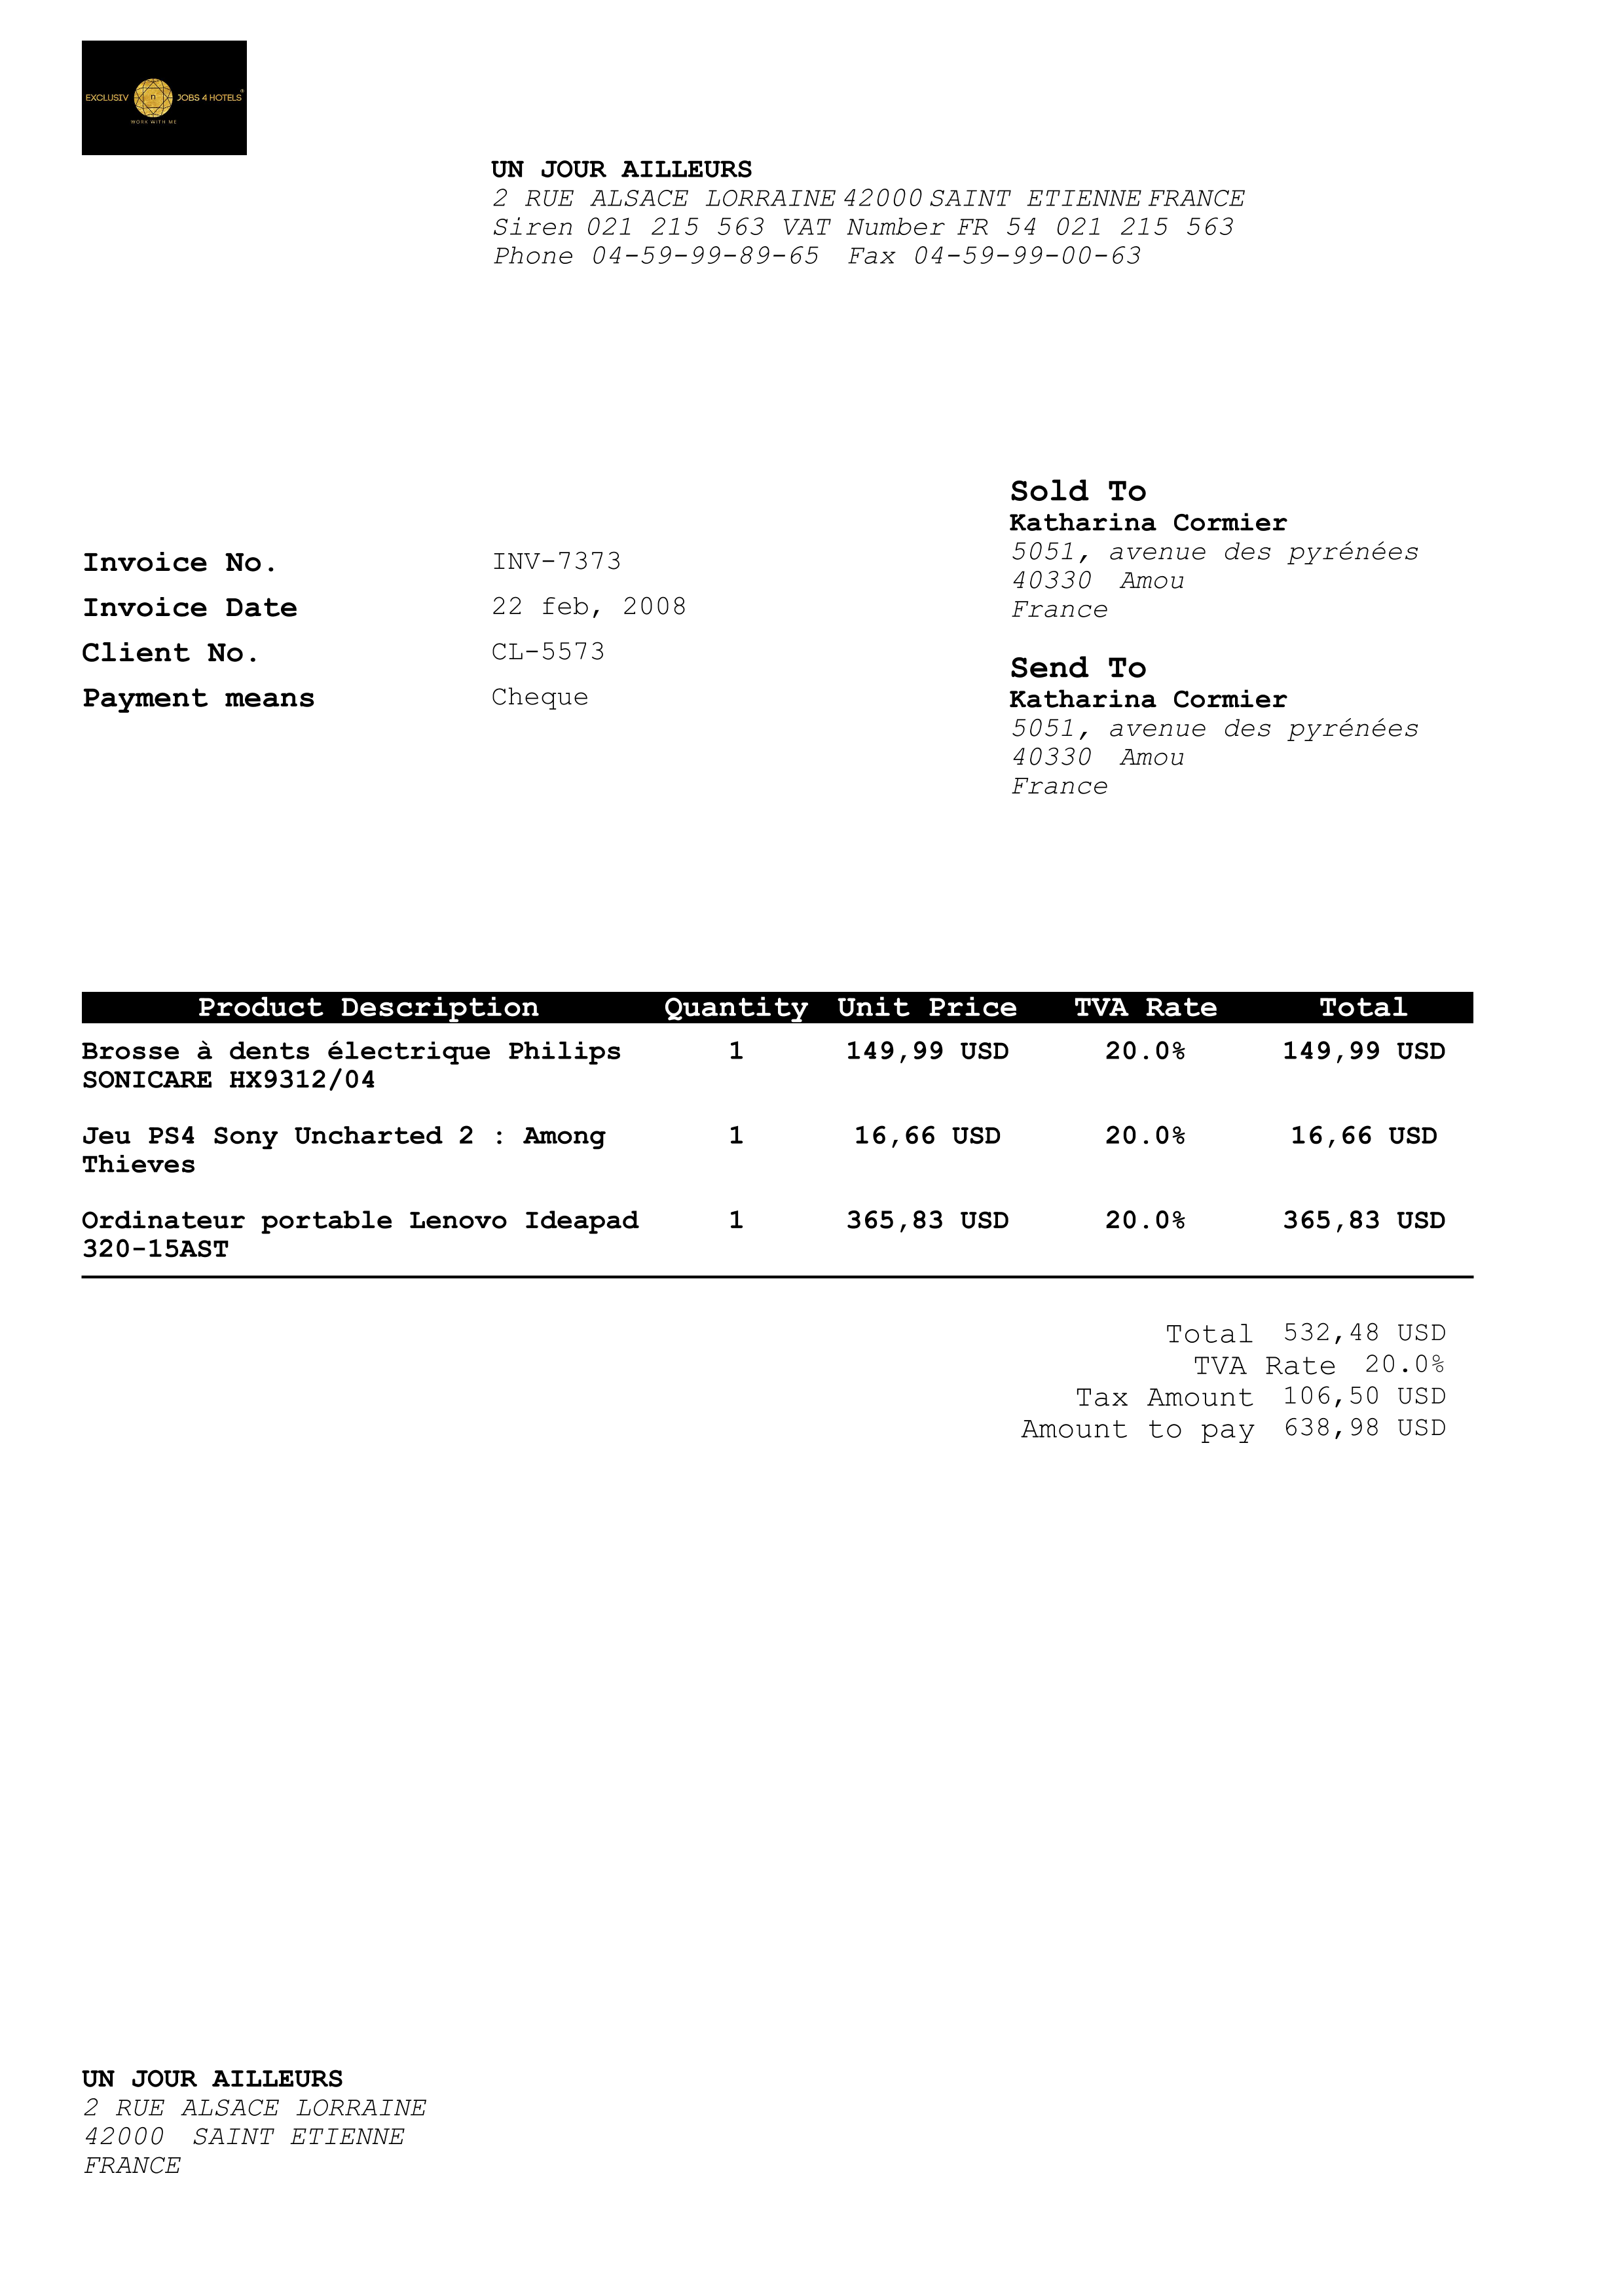 EXCLUSIV n JOBS 4 HOTELS®
WORK WITH ME
UN JOUR AILLEURS
2 RUE ALSACE LORRAINE 42000 SAINT ETIENNE FRANCE
Siren 021 215 563 VAT Number FR 54 021 215 563
Phone 04-59-99-89-65 Fax 04-59-99-00-63
Sold To
Katharina Cormier
5051, avenue des pyrénées
40330 Amou
France
Invoice No. INV-7373
Invoice Date 22 feb, 2008
Client No. CL-5573
Payment means Cheque
Send To
Katharina Cormier
5051, avenue des pyrénées
40330 Amou
France
Product Description Quantity Unit Price TVA Rate Total
Brosse à dents électrique Philips 1 149,99 USD 20.0% 149,99 USD
SONICARE HX9312/04
Jeu PS4 Sony Uncharted 2 : Among 1 16,66 USD 20.0% 16,66 USD
Thieves
Ordinateur portable Lenovo Ideapad 1 365,83 USD 20.0% 365,83 USD
320-15AST
Total 532,48 USD
TVA Rate 20.0%
Tax Amount 106,50 USD
Amount to pay 638,98 USD
UN JOUR AILLEURS
2 RUE ALSACE LORRAINE
42000 SAINT ETIENNE
FRANCE